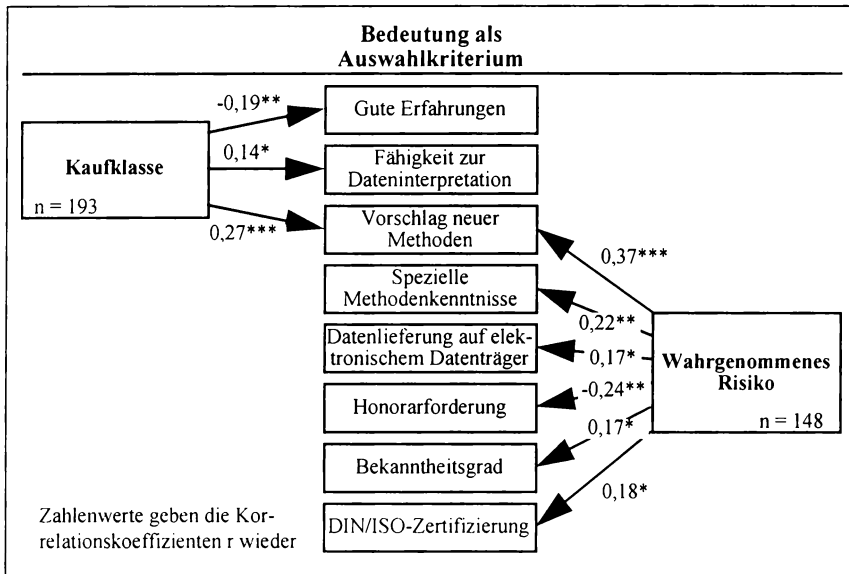 Bedeutung als
Auswahlkriterium
-0,19**
Gute Erfahrungen
Kaufklasse
n = 193
0,14*
Fähigkeit zur
Dateninterpretation
0,27***
Vorschlag neuer
Methoden
0,37***
Spezielle
Methodenkenntnisse
0,22**
Datenlieferung auf elek-
tronischem Datenträger
0,17*
Wahrgenommenes
Risiko
n = 148
-0,24**
Honorarforderung
0,17*
Bekanntheitsgrad
0,18*
DIN/ISO-Zertifizierung
Zahlenwerte geben die Kor-
relationskoeffizienten r wieder